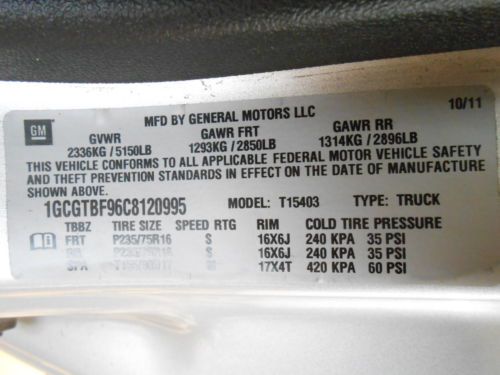 MFD BY GENERAL MOTORS LLC 10/11
GM
GVWR GAWR FRT GAWR RR
2336KG / 5150LB 1293KG / 2850LB 1314KG / 2896LB
THIS VEHICLE CONFORMS TO ALL APPLICABLE FEDERAL MOTOR VEHICLE SAFETY
AND THEFT PREVENTION STANDARDS IN EFFECT ON THE DATE OF MANUFACTURE
SHOWN ABOVE.
1GCGTBF96C8120995 MODEL: T15403 TYPE: TRUCK
TBBZ TIRE SIZE SPEED RTG RIM COLD TIRE PRESSURE
FRT P235/75R16 S 16X6J 240 KPA 35 PSI
16X6J 240 KPA 35 PSI
SPA 17X4T 420 KPA 60 PSI